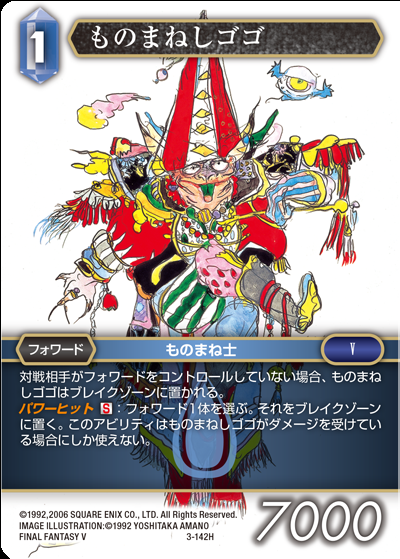 1
ものまねしゴゴ
フォワード
ものまね士
V
対戦相手がフォワードをコントロールしていない場合、ものまね
しゴゴはブレイクゾーンに置かれる。
パワーヒット S：フォワード1体を選ぶ。それをブレイクゾーン
に置く。このアビリティはものまねしゴゴがダメージを受けてい
る場合にしか使えない。
©1992,2006 SQUARE ENIX CO., LTD. All Rights Reserved.
IMAGE ILLUSTRATION:©1992 YOSHITAKA AMANO
FINAL FANTASY V
3-142H
7000